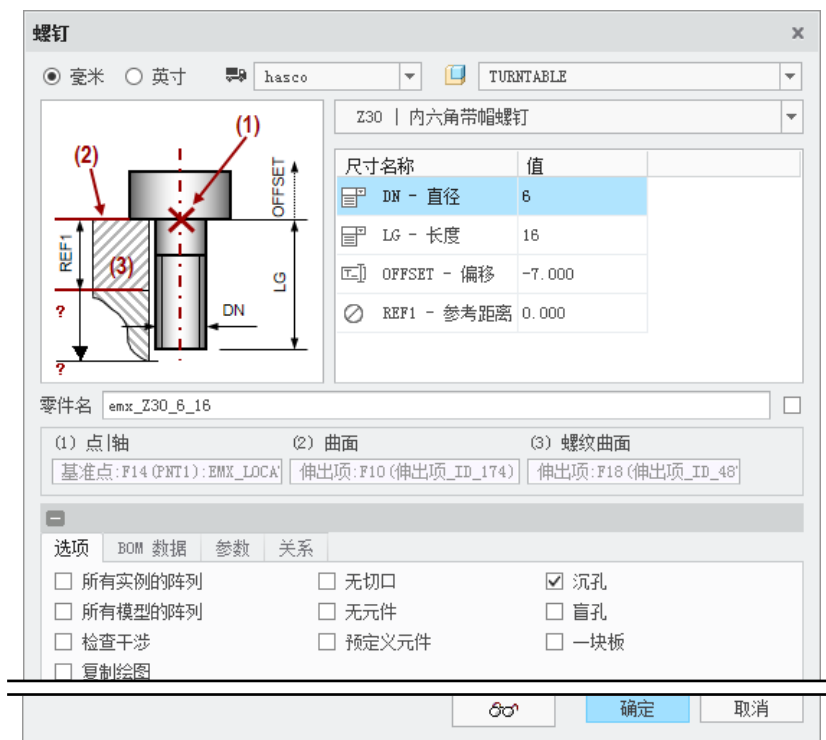 螺钉
毫米 英寸 hasco TURNTABLE
Z30 | 内六角带帽螺钉
(1)
(2)
(3)
OFFSET
REF1
LG
DN
?
?
尺寸名称 值
DN - 直径 6
LG - 长度 16
OFFSET - 偏移 -7.000
REF1 - 参考距离 0.000
零件名 emx_Z30_6_16
(1) 点|轴 (2) 曲面 (3) 螺纹曲面
基准点:F14(PNT1):EMX_LOCA 伸出项:F10(伸出项_ID_174) 伸出项:F18(伸出项_ID_48
选项 BOM 数据 参数 关系
所有实例的阵列 无切口 沉孔
所有模型的阵列 无元件 盲孔
检查干涉 预定义元件 一块板
复制绘图
确定 取消